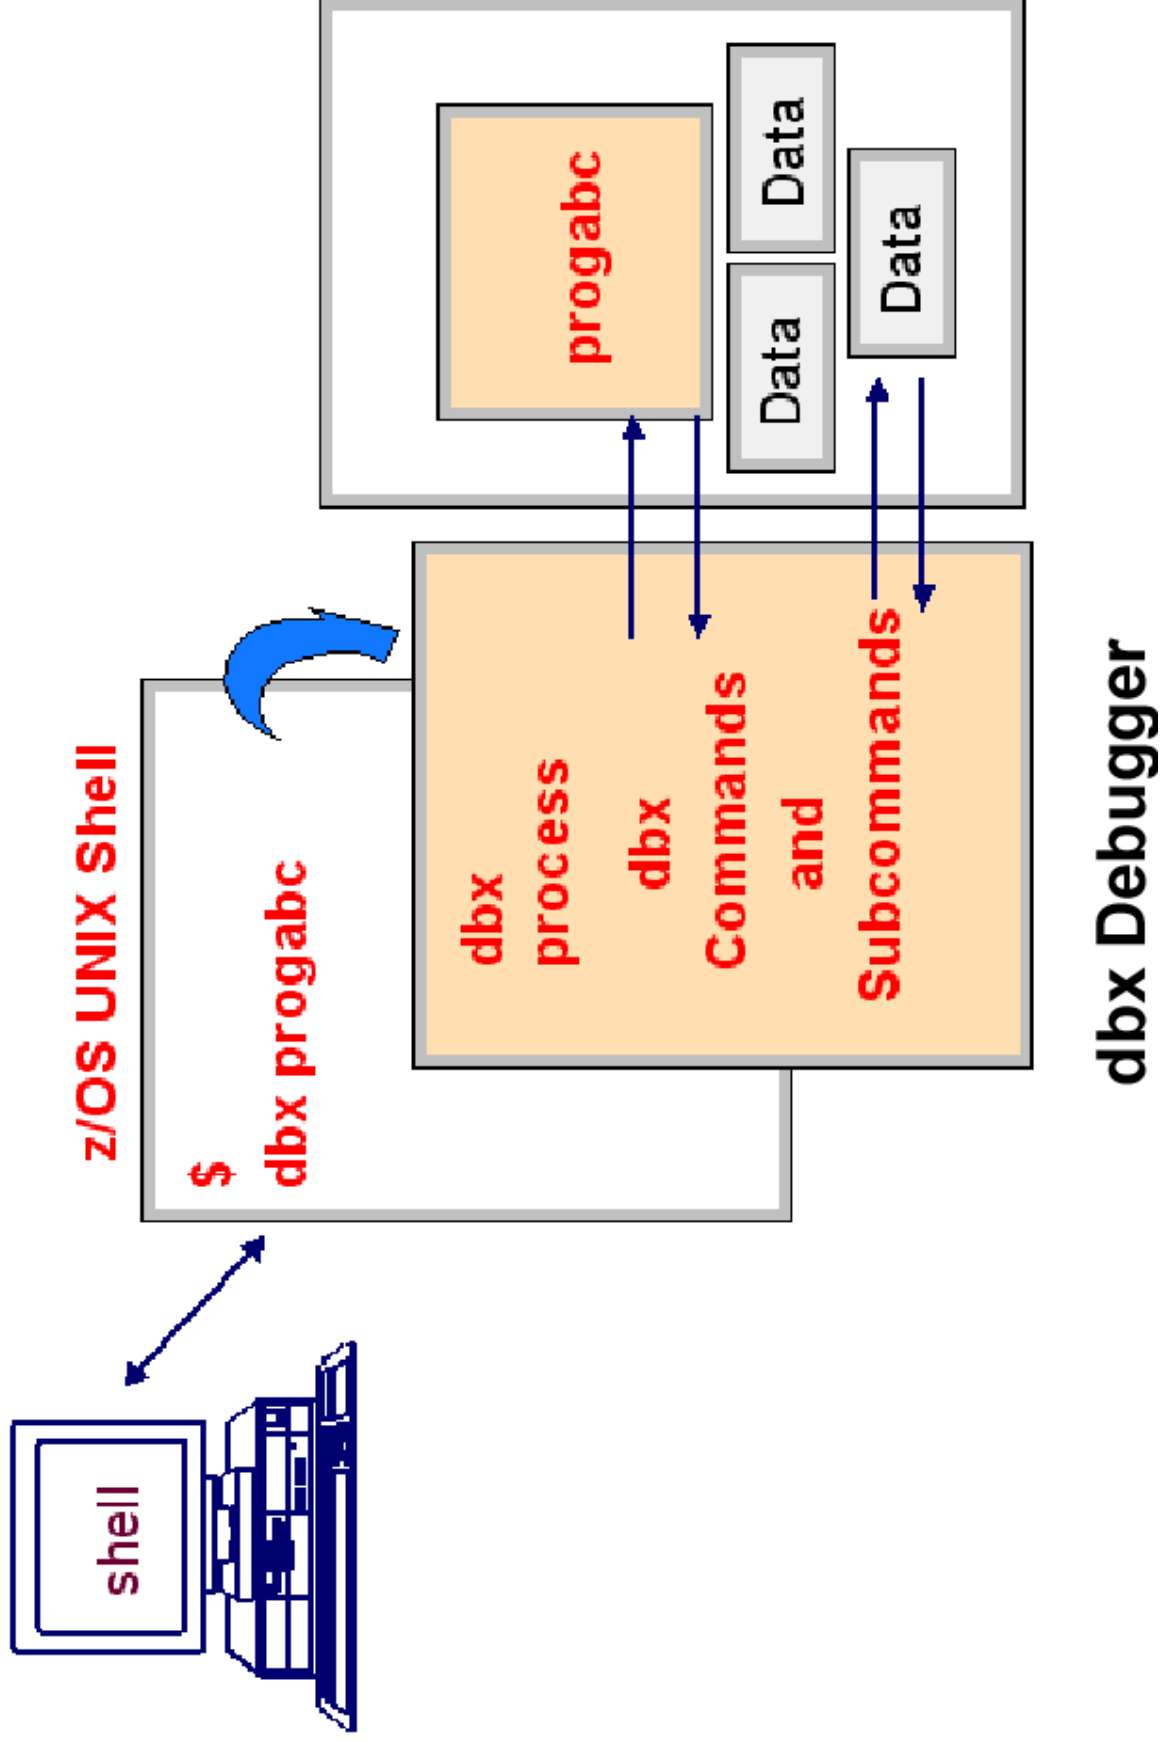 z/OS UNIX Shell
shell
$
dbx progabc
dbx
process
dbx
Commands
and
Subcommands
progabc
Data
Data
Data
dbx Debugger